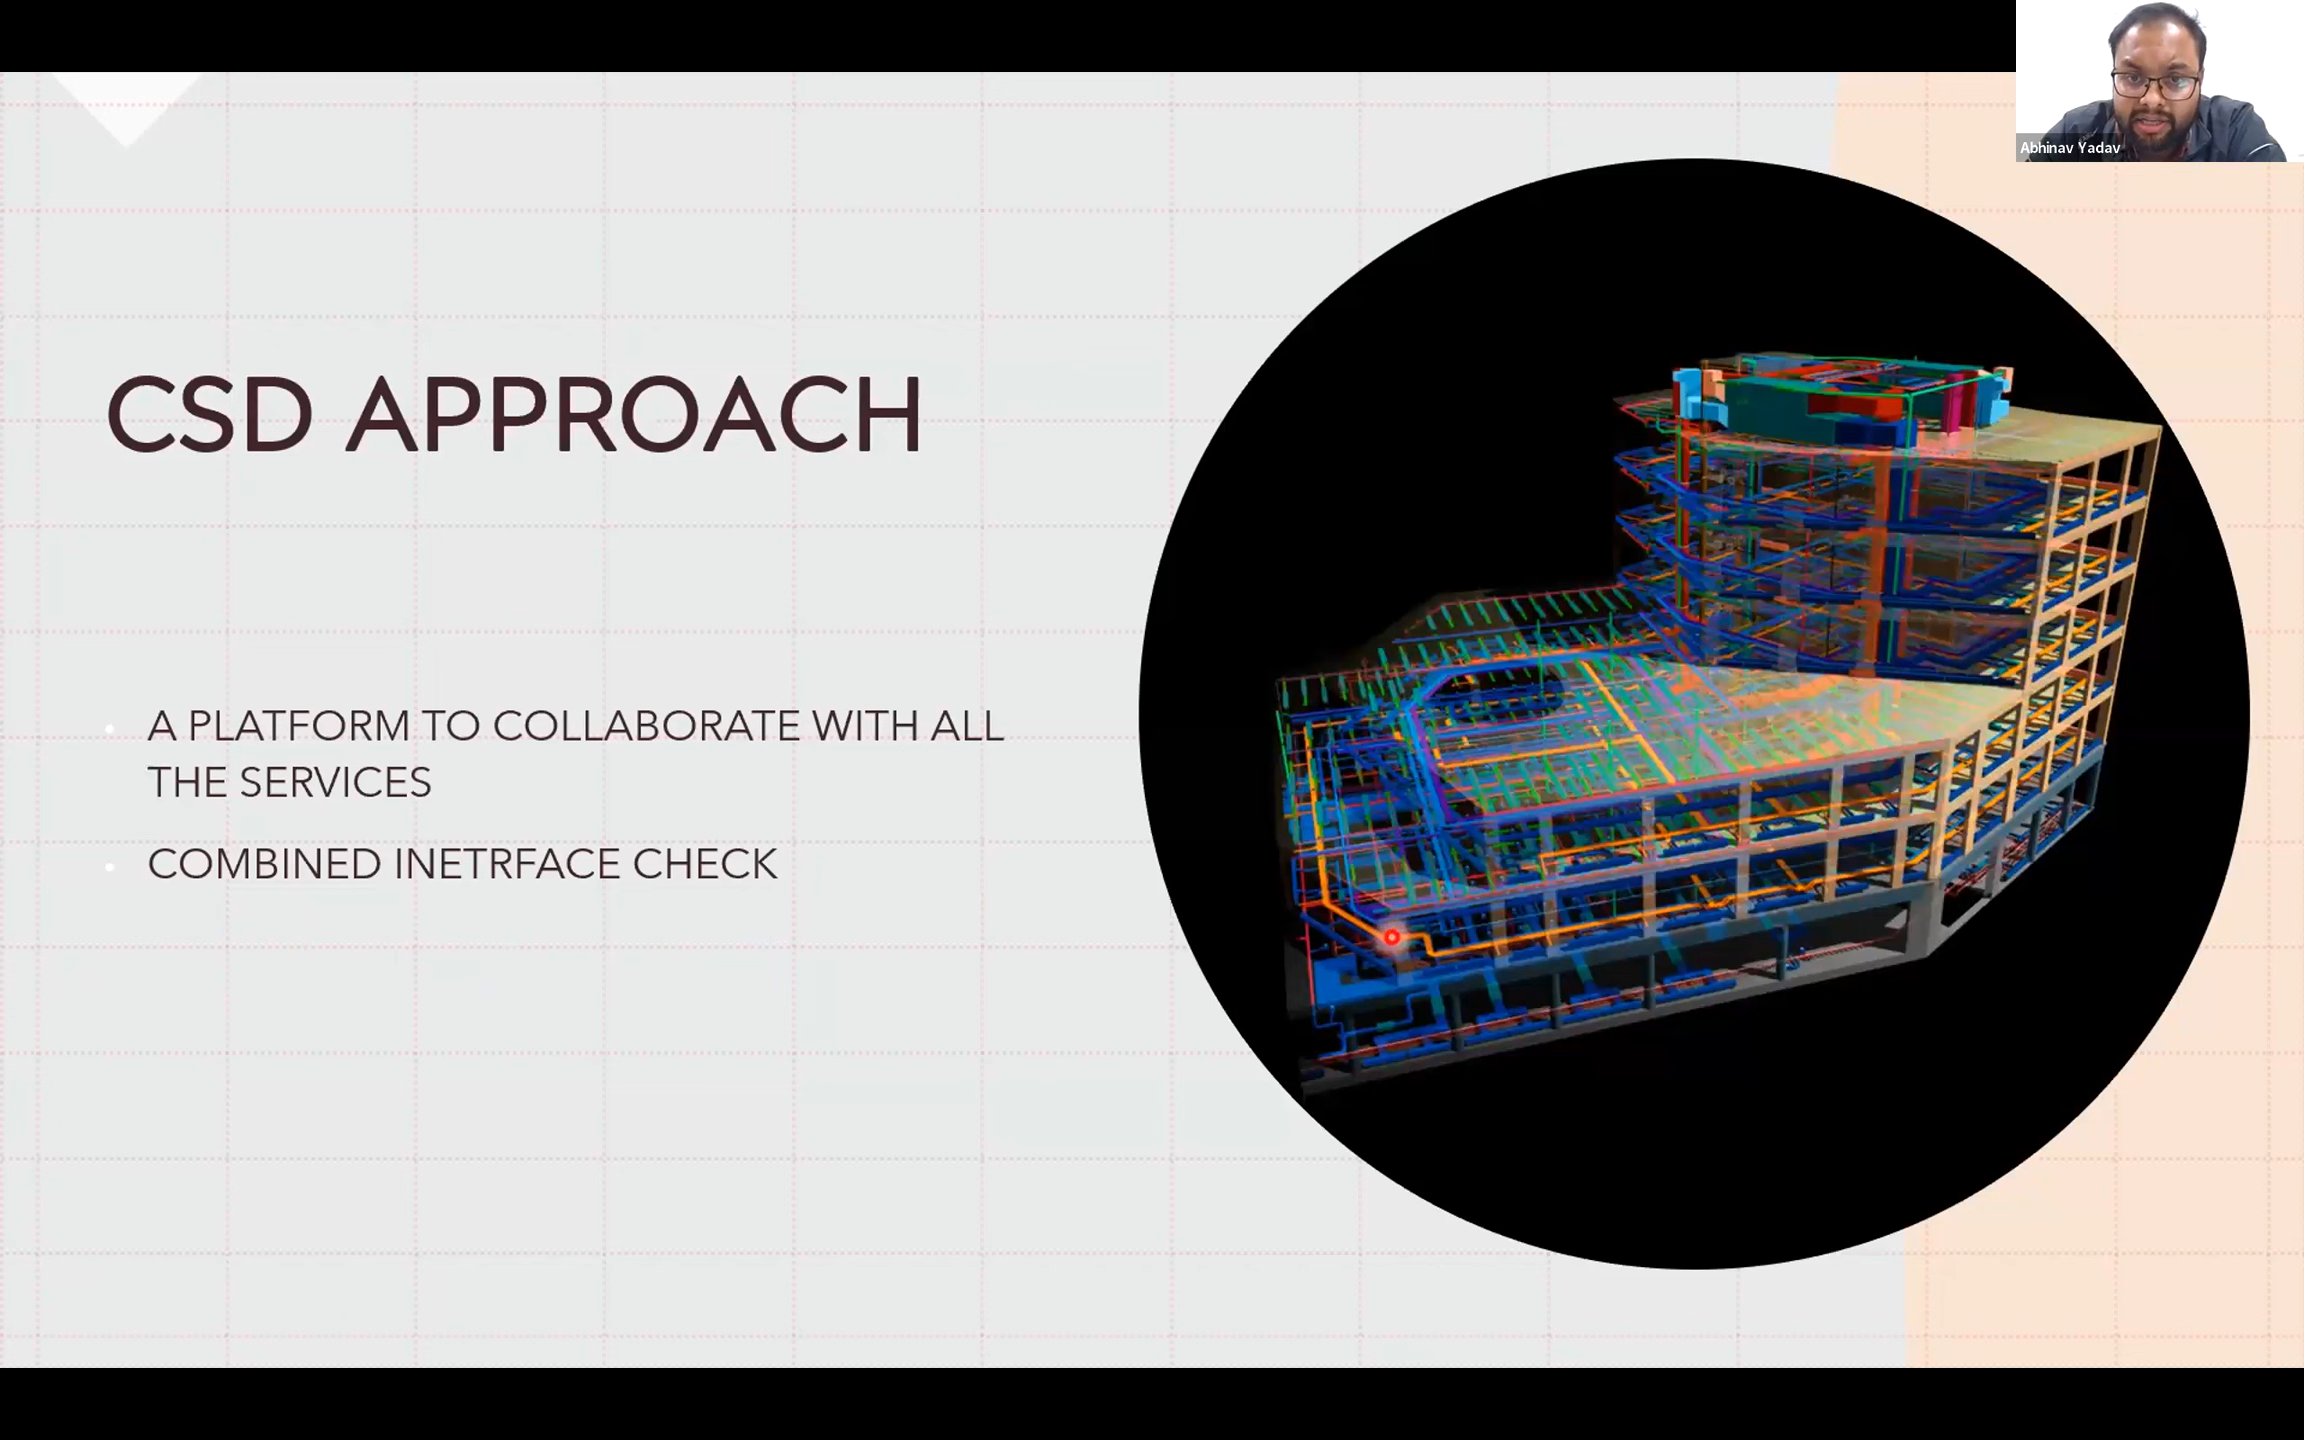 Abhinav Yadav
CSD APPROACH
A PLATFORM TO COLLABORATE WITH ALL
THE SERVICES
COMBINED INETRFACE CHECK